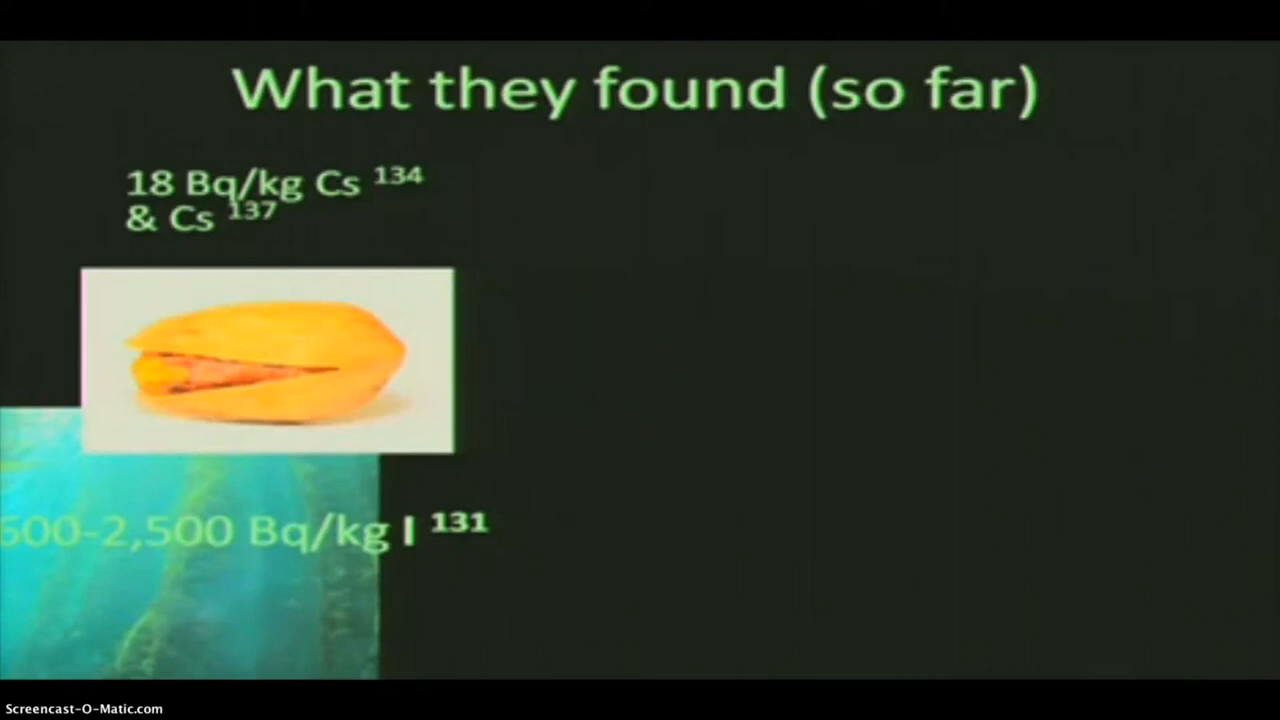 What they found (so far)
18 Bq/kg Cs 134
& Cs 137
600-2,500 Bq/kg I 131
Screencast-O-Matic.com